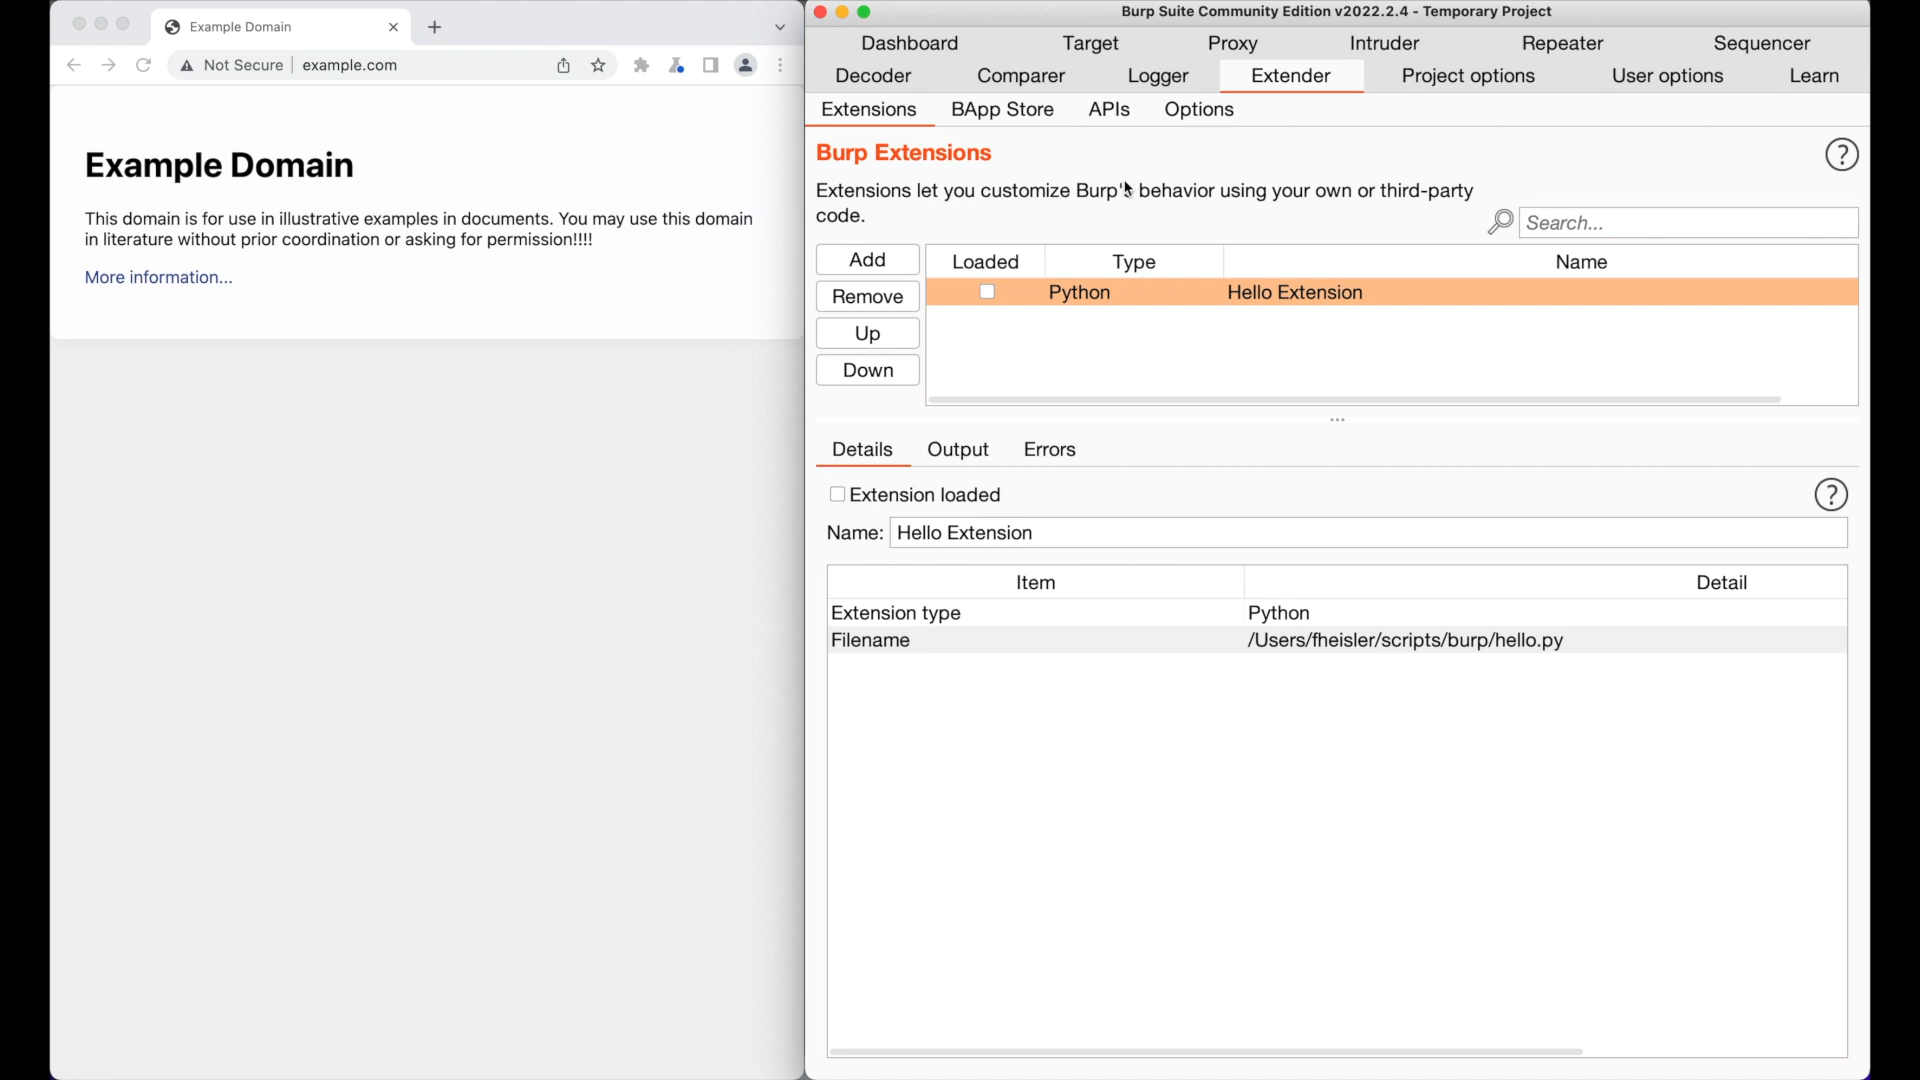 Example Domain
Not Secure
example.com
Example Domain
This domain is for use in illustrative examples in documents. You may use this domain
in literature without prior coordination or asking for permission!!!!
More information...
Burp Suite Community Edition v2022.2.4 - Temporary Project
Dashboard Target Proxy Intruder Repeater Sequencer
Decoder Comparer Logger Extender Project options User options Learn
Extensions BApp Store APIs Options
Burp Extensions
?
Extensions let you customize Burp's behavior using your own or third-party
code.
Search...
Add
Remove
Up
Down
Loaded Type Name
Python Hello Extension
Details Output Errors
Extension loaded
?
Name: Hello Extension
Item Detail
Extension type Python
Filename /Users/fheisler/scripts/burp/hello.py